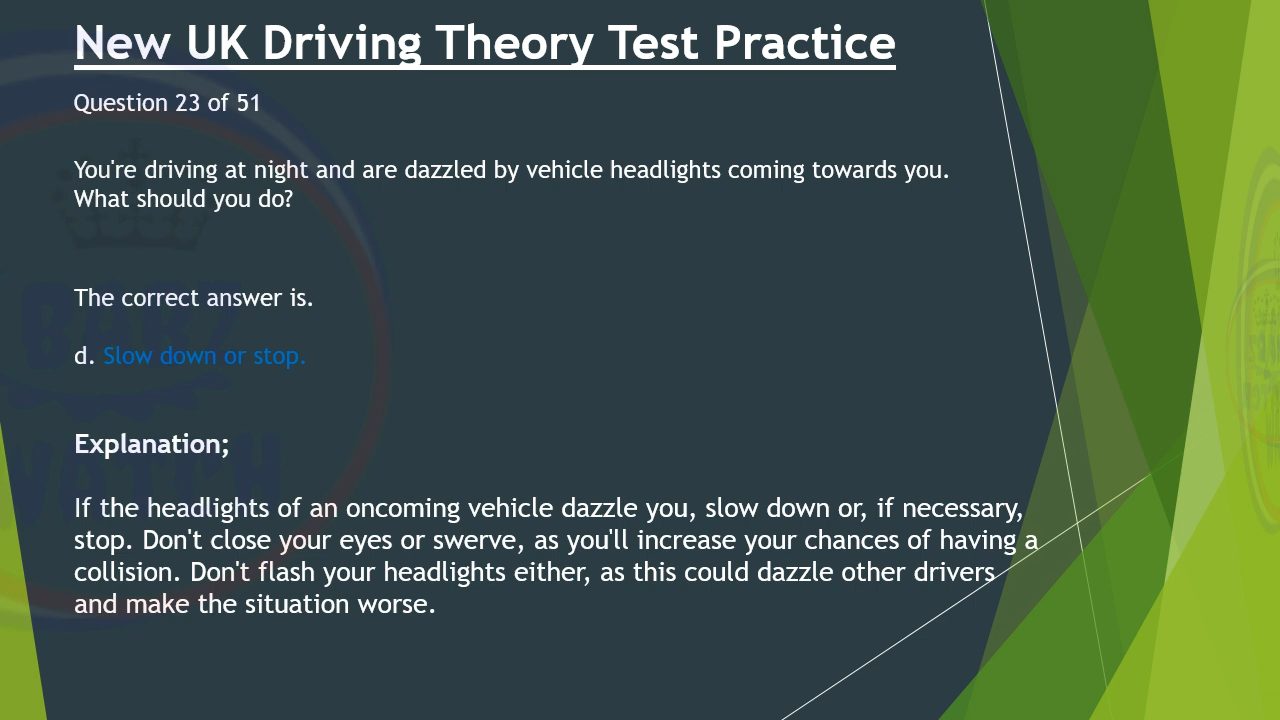 New UK Driving Theory Test Practice
Question 23 of 51
You're driving at night and are dazzled by vehicle headlights coming towards you.
What should you do?
The correct answer is.
d. Slow down or stop.
Explanation;
If the headlights of an oncoming vehicle dazzle you, slow down or, if necessary,
stop. Don't close your eyes or swerve, as you'll increase your chances of having a
collision. Don't flash your headlights either, as this could dazzle other drivers
and make the situation worse.